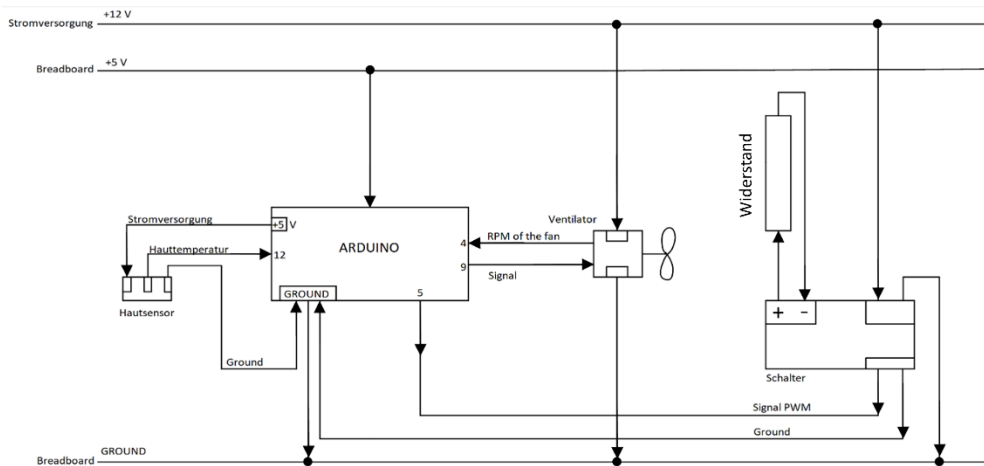 Stromversorgung +12 V
Breadboard +5 V
Widerstand
Ventilator
Stromversorgung +5 V
ARDUINO
4 RPM of the fan
Hauttemperatur 12
9 Signal
Hautsensor
GROUND
5
+ -
Ground
Schalter
Signal PWM
Ground
Breadboard GROUND